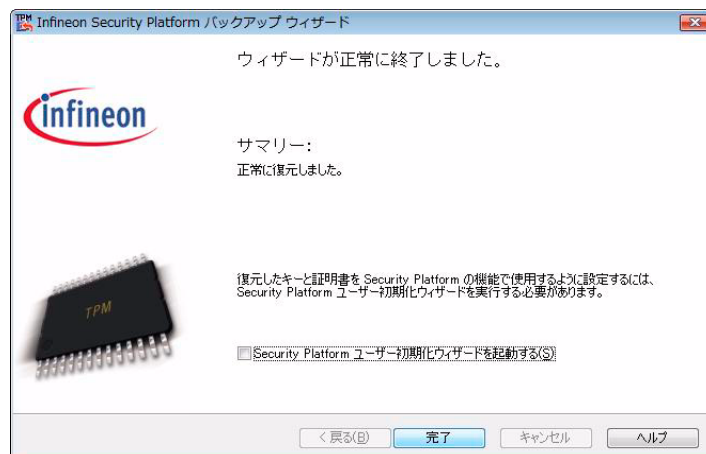 Infineon Security Platform バックアップ ウィザード
ウィザードが正常に終了しました。
infineon
サマリー:
正常に復元しました。
TPM
復元したキーと証明書を Security Platform の機能で使用するように設定するには、
Security Platform ユーザー初期化ウィザードを実行する必要があります。
Security Platform ユーザー初期化ウィザードを起動する(S)
< 戻る(B)
完了
キャンセル
ヘルプ